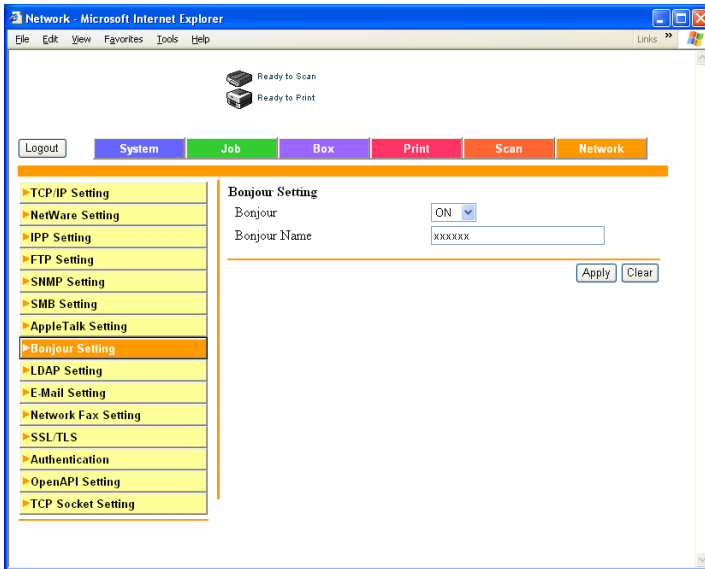 Network - Microsoft Internet Explorer
File Edit View Favorites Tools Help Links »
Ready to Scan
Ready to Print
Logout System Job Box Print Scan Network
TCP/IP Setting
NetWare Setting
IPP Setting
FTP Setting
SNMP Setting
SMB Setting
AppleTalk Setting
Bonjour Setting
LDAP Setting
E-Mail Setting
Network Fax Setting
SSL/TLS
Authentication
OpenAPI Setting
TCP Socket Setting
Bonjour Setting
Bonjour ON
Bonjour Name xxxxxx
Apply Clear